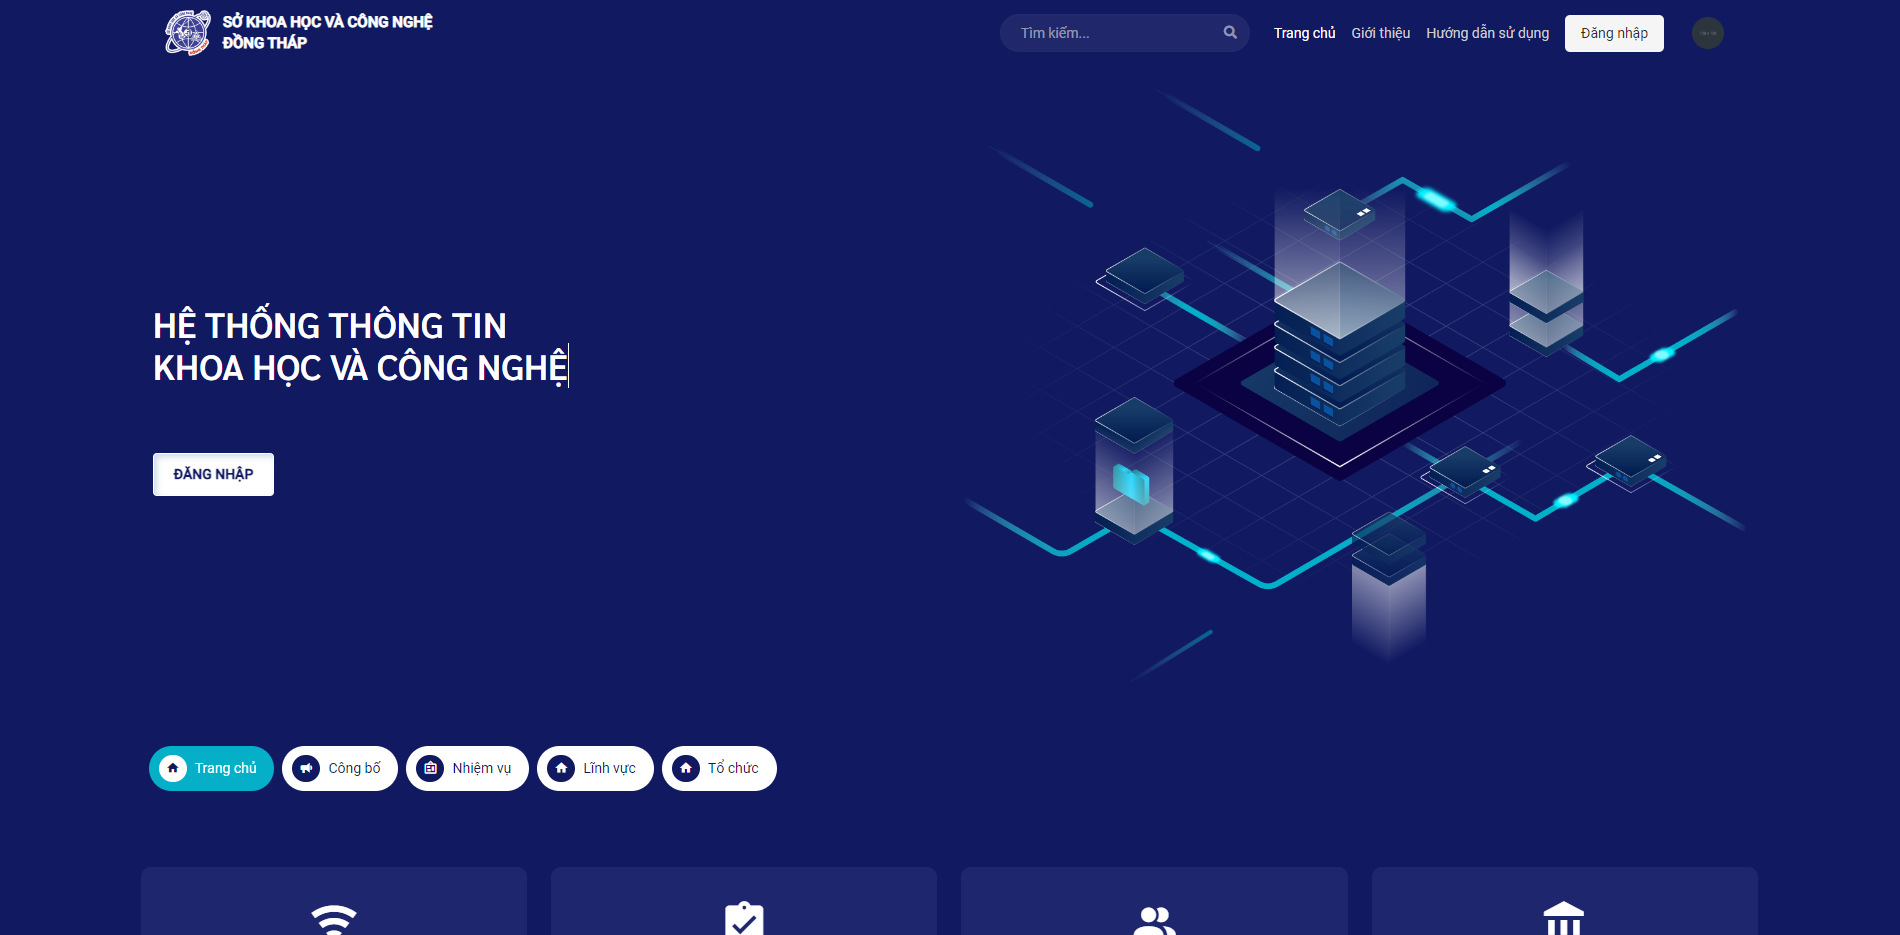 SỞ KHOA HỌC VÀ CÔNG NGHỆ
ĐỒNG THÁP
Tìm kiếm...
Trang chủ
Giới thiệu
Hướng dẫn sử dụng
Đăng nhập
HỆ THỐNG THÔNG TIN
KHOA HỌC VÀ CÔNG NGHỆ
ĐĂNG NHẬP
Trang chủ
Công bố
Nhiệm vụ
Lĩnh vực
Tổ chức